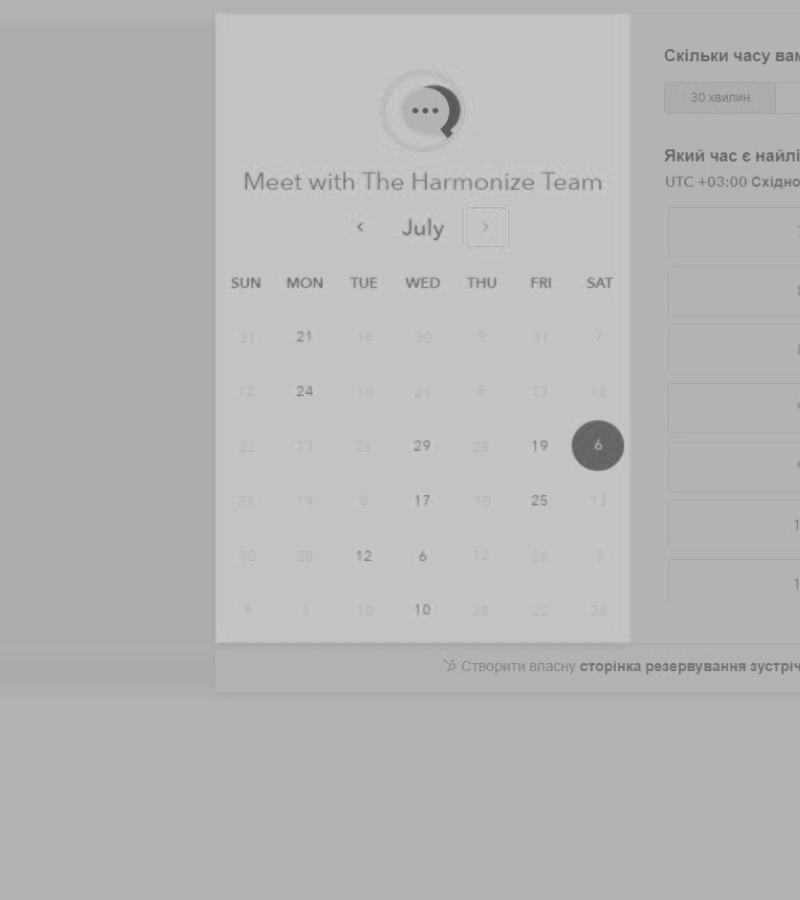 Meet with The Harmonize Team
July
SUN MON TUE WED THU FRI SAT
31 21 16 30 9 31 7
12 24 10 21 8 13 18
22 13 25 29 28 19 6
25 19 8 17 10 25 13
30 28 12 6 12 26 3
9 1 10 10 28 22 26
Скільки часу вам
30 хвилин
Який час є найлі
UTC +03:00 Східно
Створити власну сторінка резервування зустріч